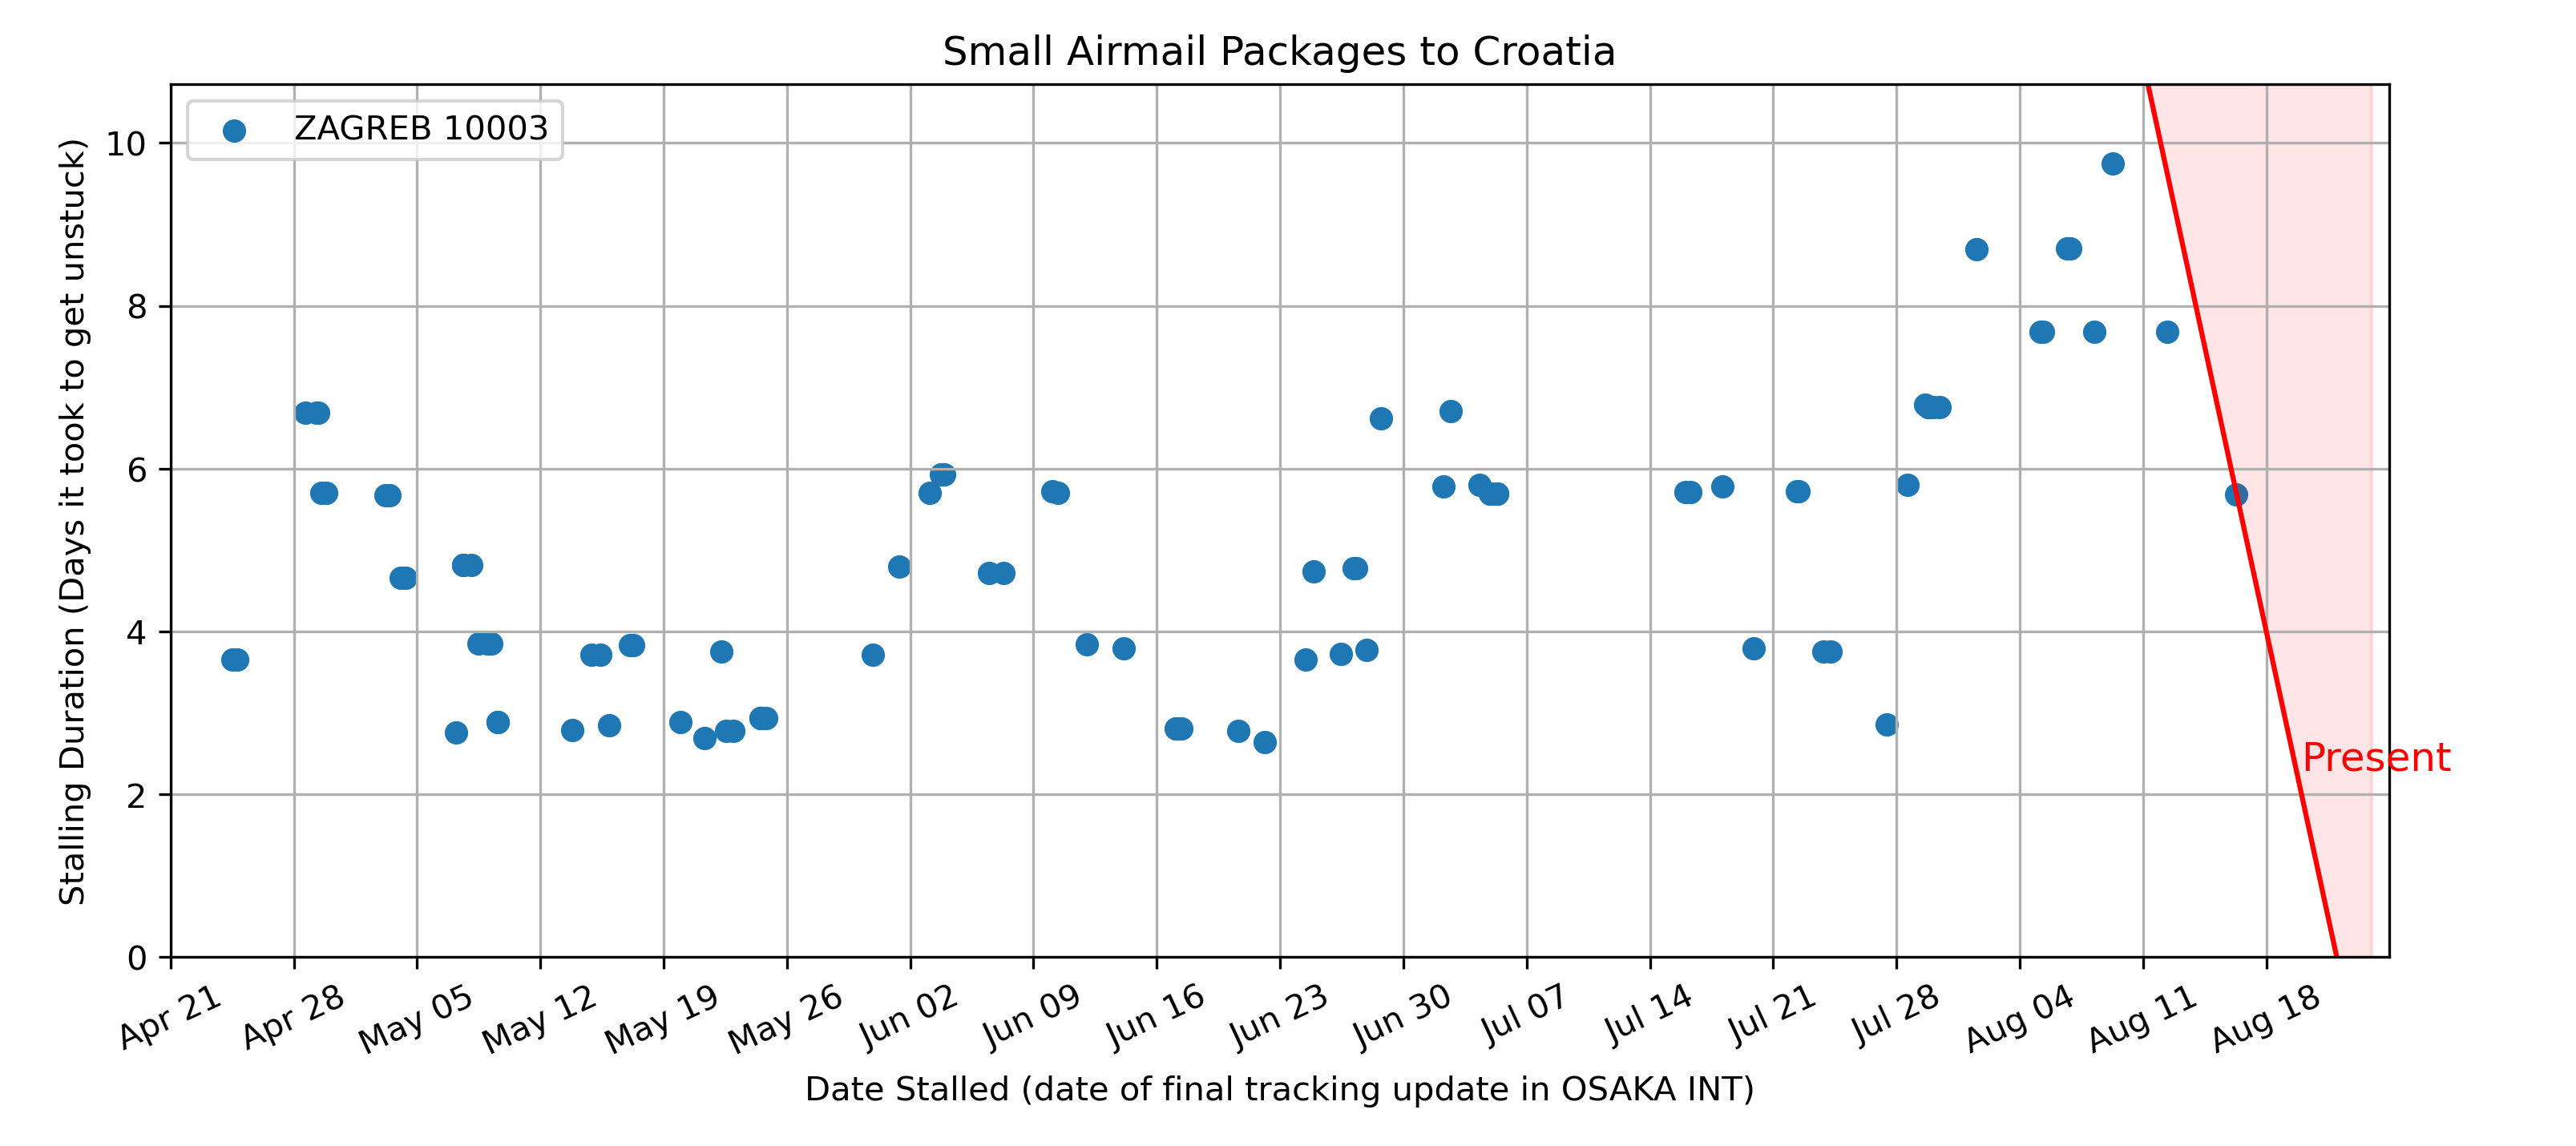 Small Airmail Packages to Croatia
ZAGREB 10003
Stalling Duration (Days it took to get unstuck)
10
8
6
4
2
0
Present
Apr 21
Apr 28
May 05
May 12
May 19
May 26
Jun 02
Jun 09
Jun 16
Jun 23
Jun 30
Jul 07
Jul 14
Jul 21
Jul 28
Aug 04
Aug 11
Aug 18
Date Stalled (date of final tracking update in OSAKA INT)